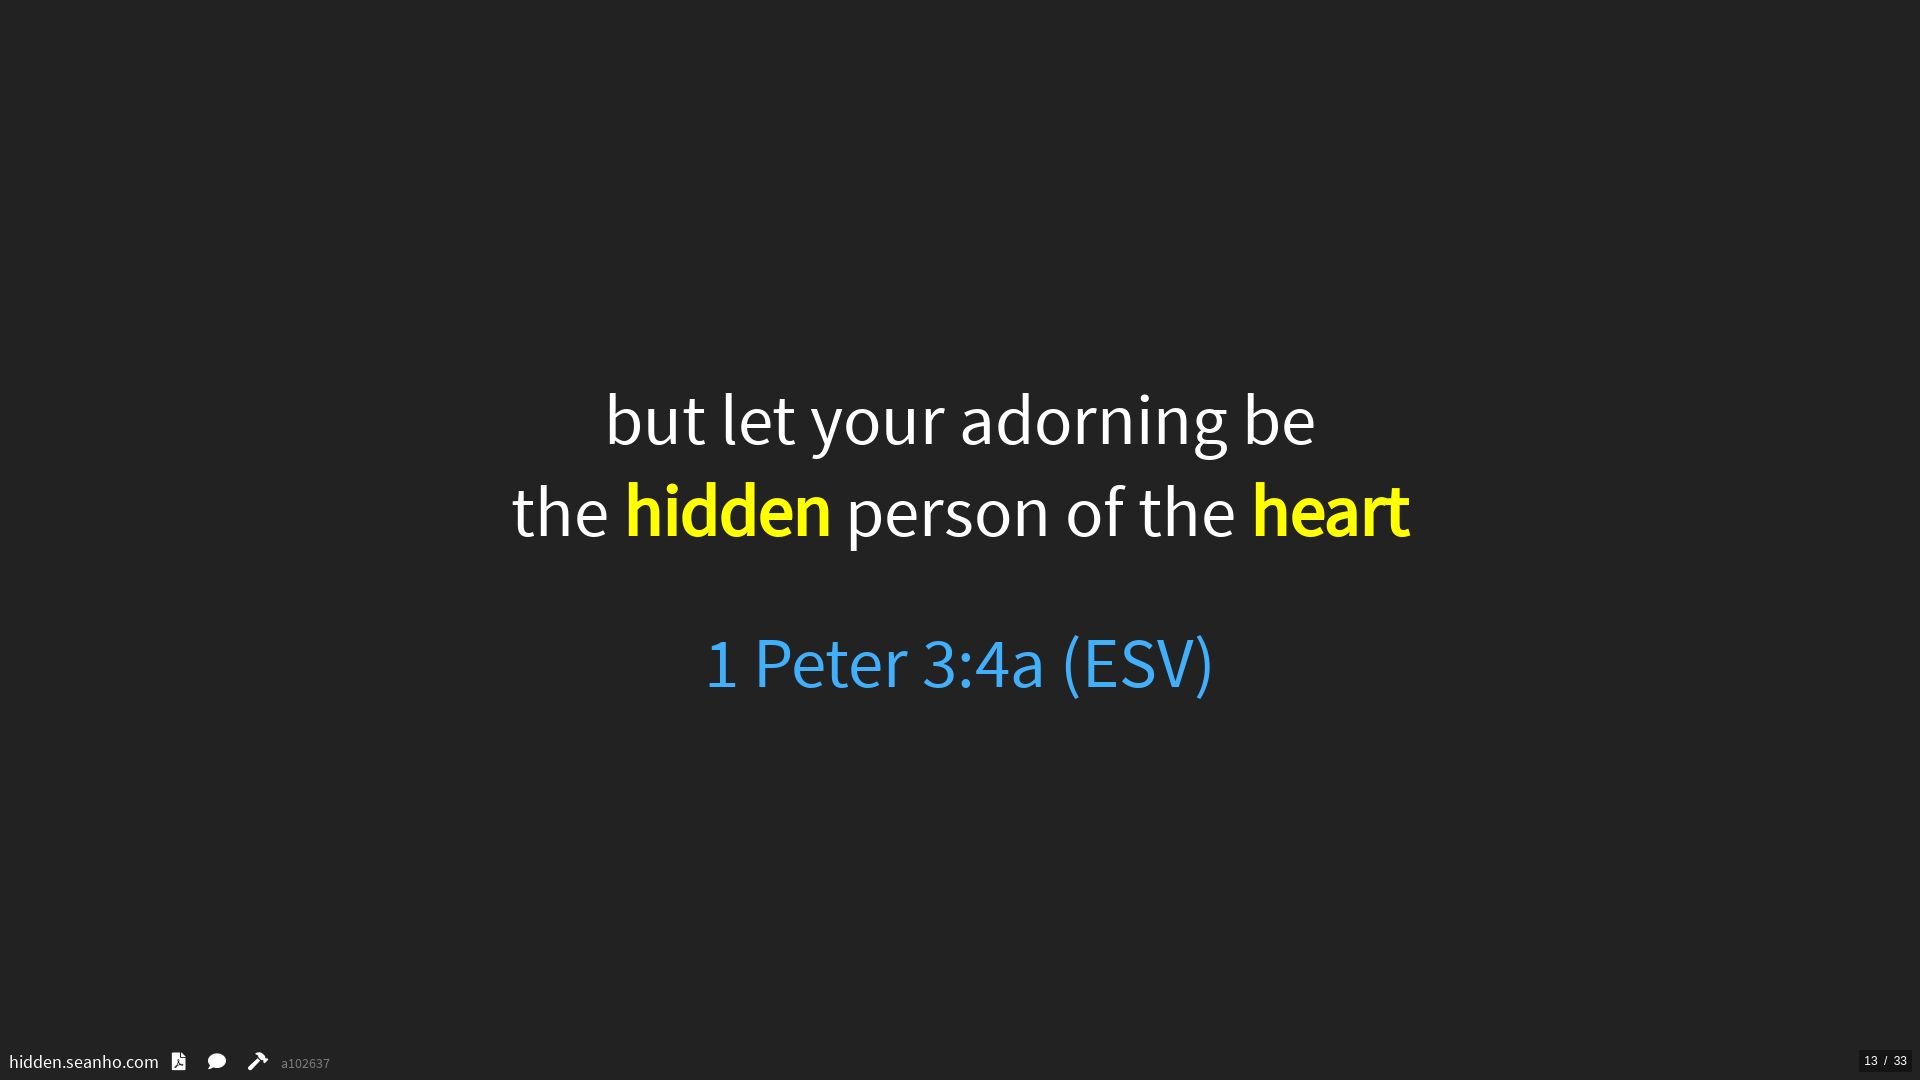 but let your adorning be
the hidden person of the heart
1 Peter 3:4a (ESV)
hidden.seanho.com a102637
13 / 33